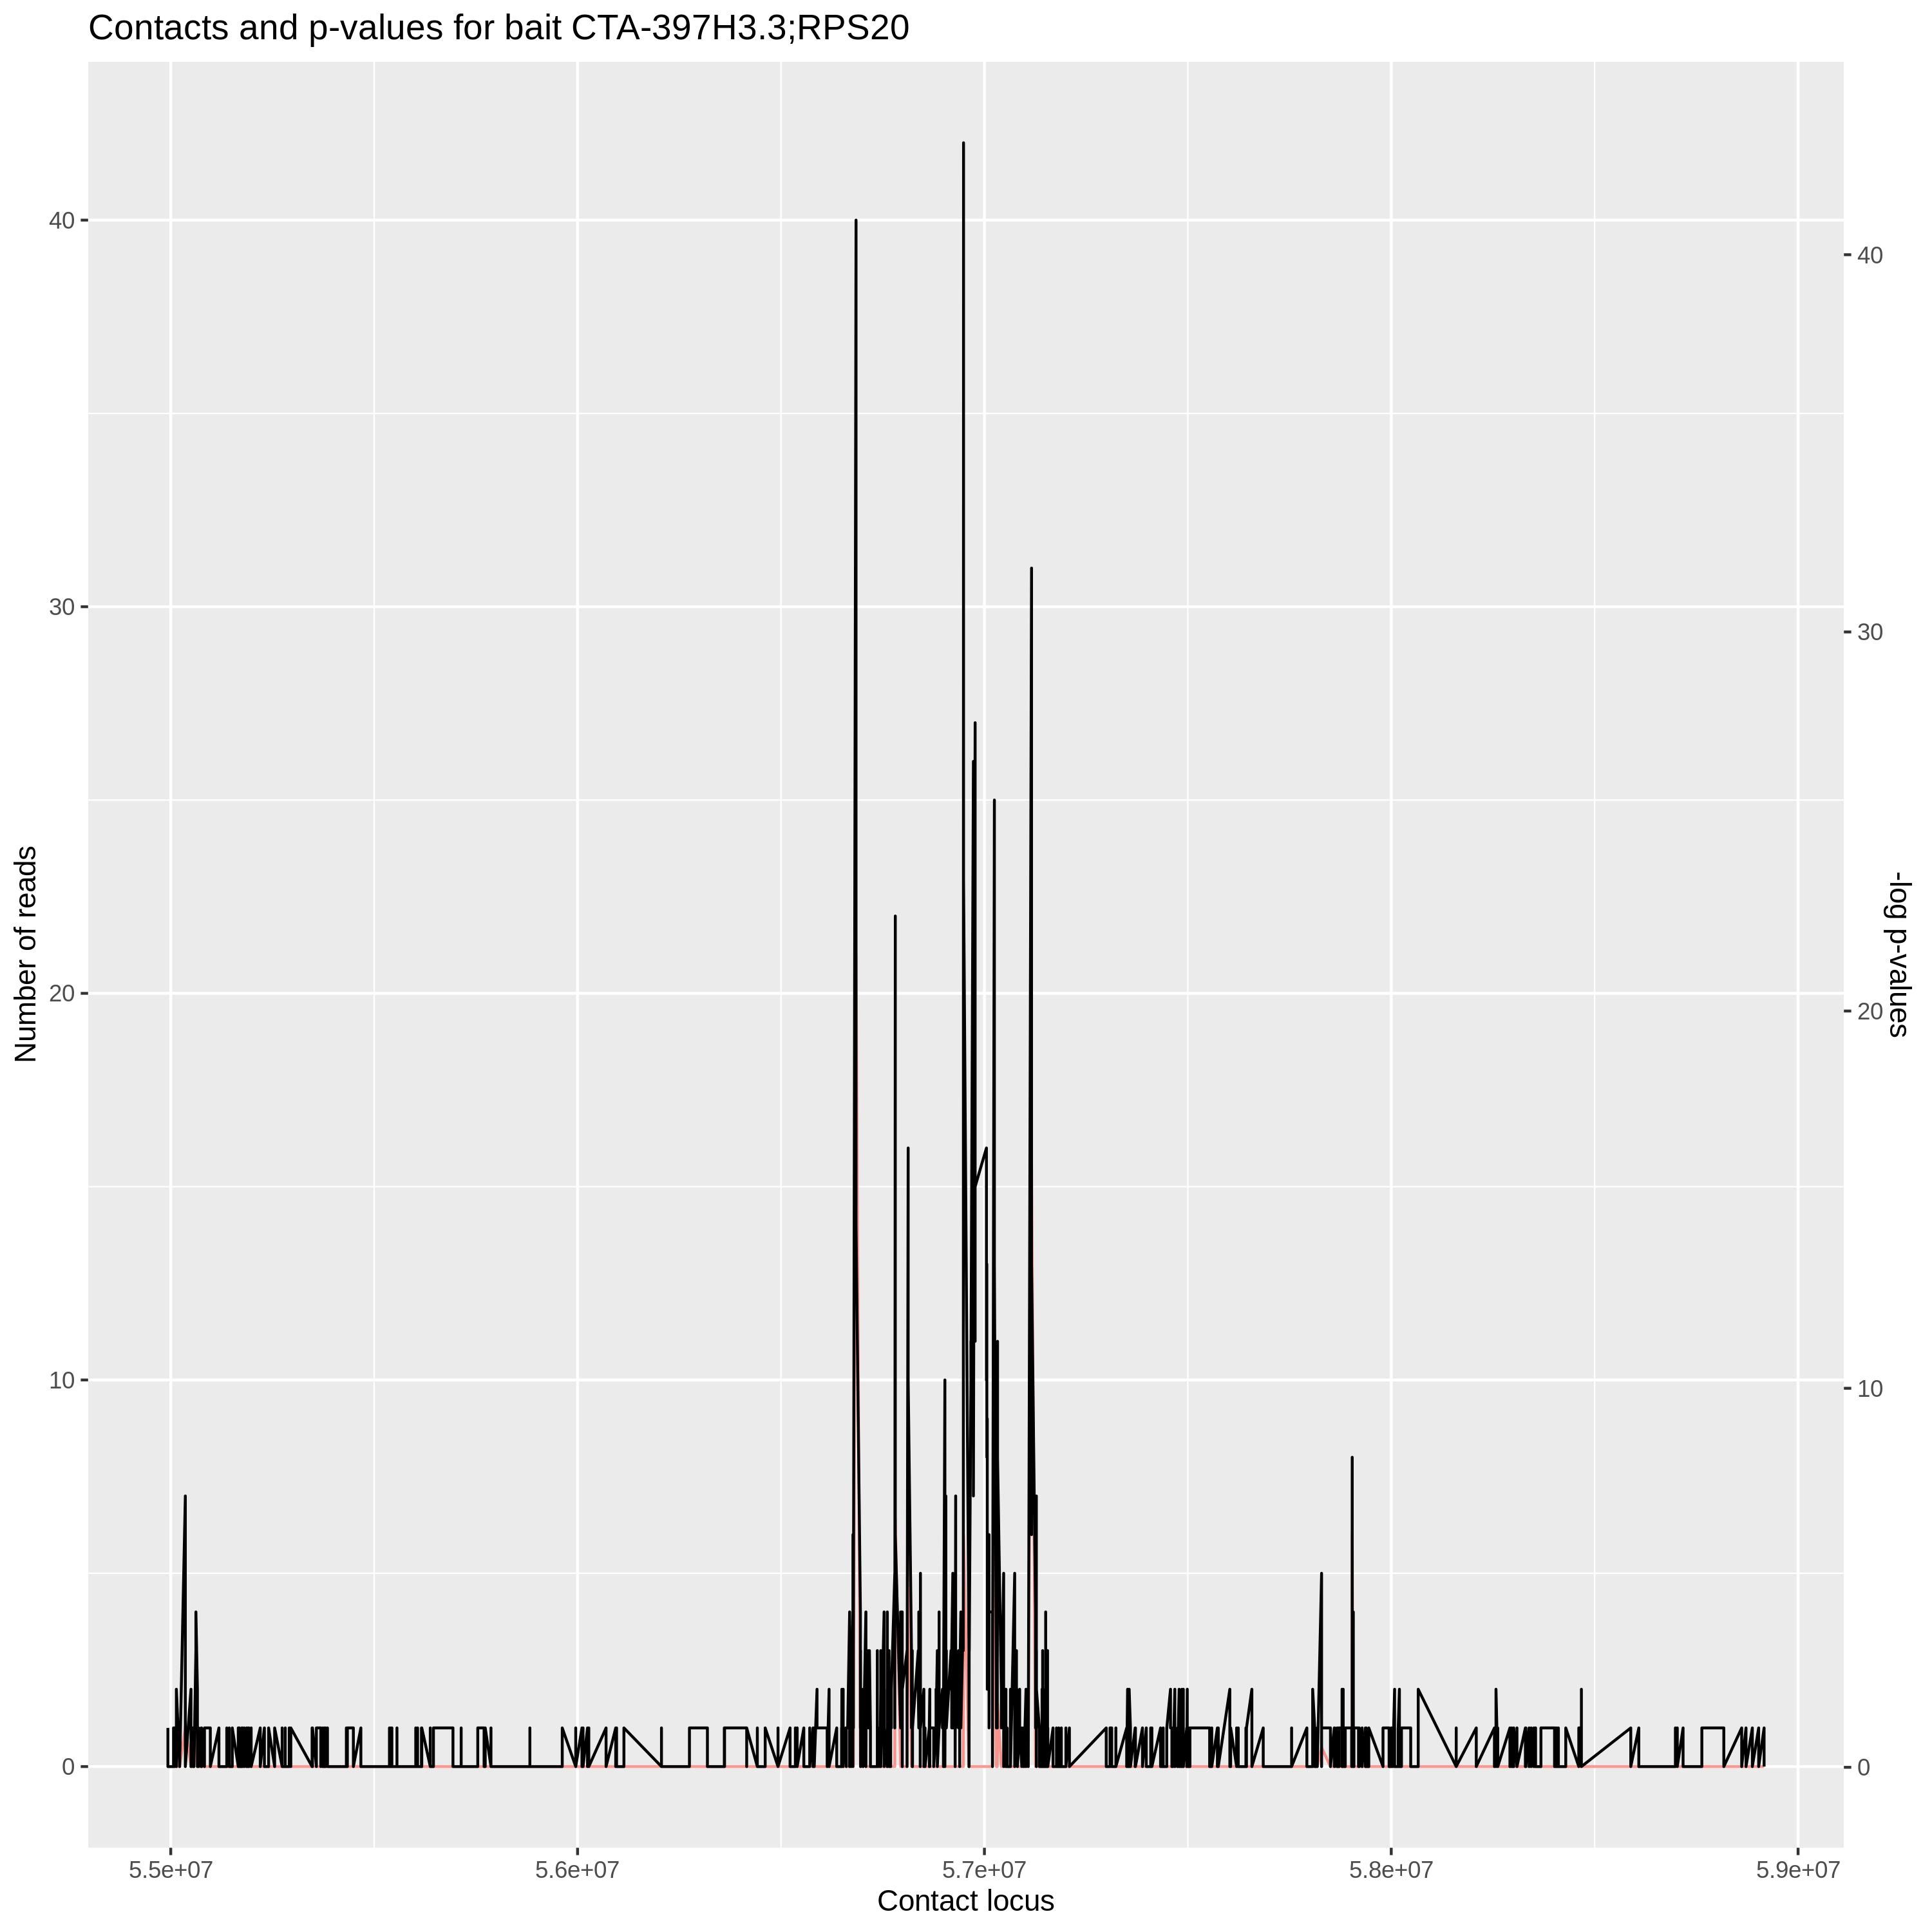 Contacts and p-values for bait CTA-397H3.3;RPS20
Number of reads
40
30
20
10
0
40
30
20
10
0
-log p-values
5.5e+07 5.6e+07 5.7e+07 5.8e+07 5.9e+07
Contact locus